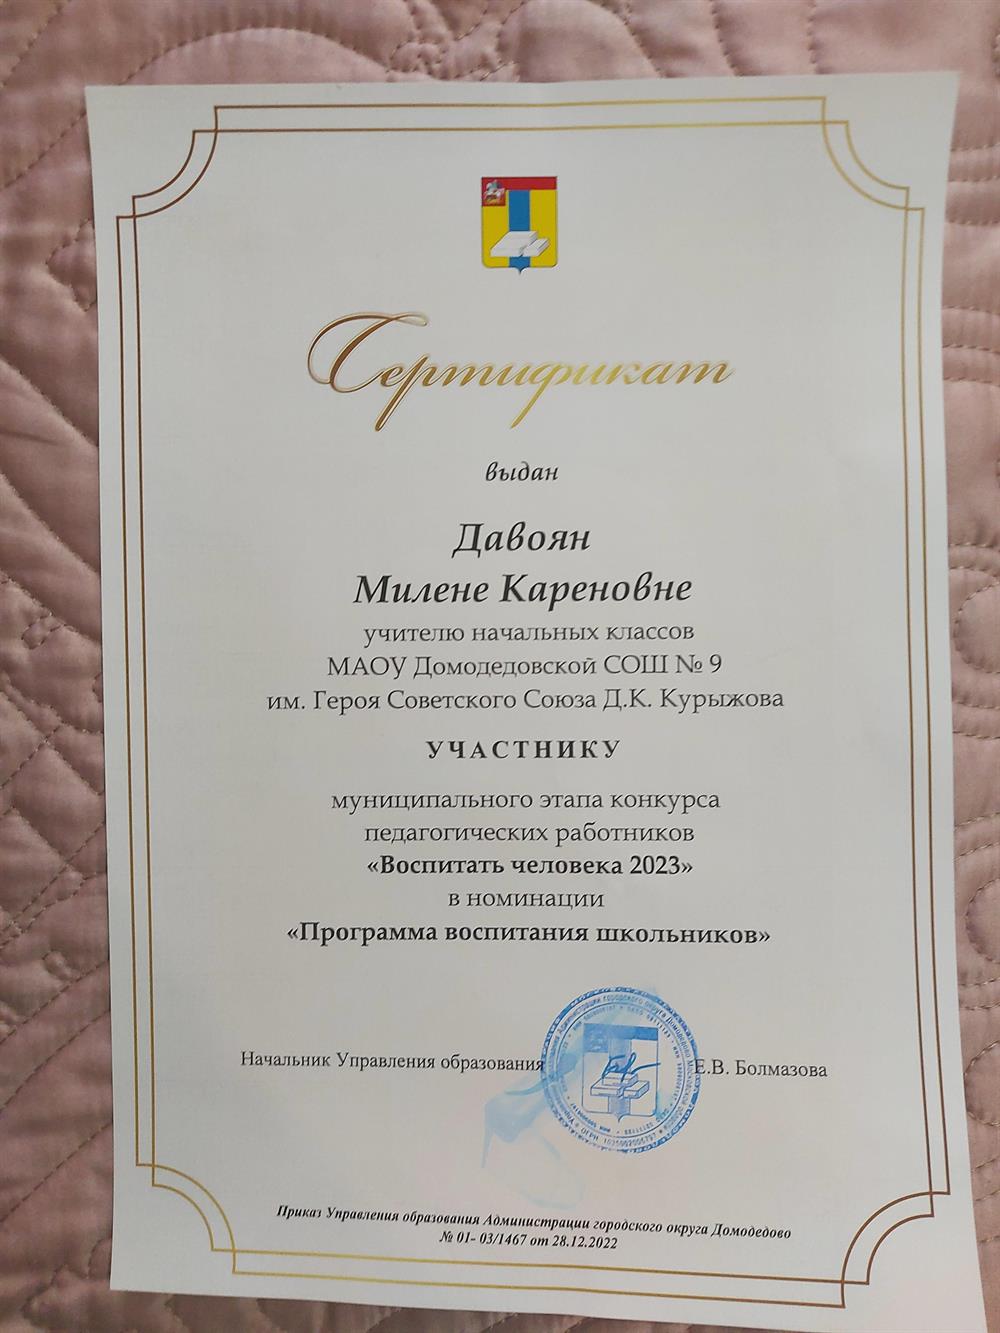 Сертификат
выдан
Давоян
Милене Кареновне
учителю начальных классов
МАОУ Домодедовской СОШ № 9
им. Героя Советского Союза Д.К. Курыжова
УЧАСТНИКУ
муниципального этапа конкурса
педагогических работников
«Воспитать человека 2023»
в номинации
«Программа воспитания школьников»
Начальник Управления образования Е.В. Болмазова
Приказ Управления образования Администрации городского округа Домодедово
№ 01- 03/1467 от 28.12.2022